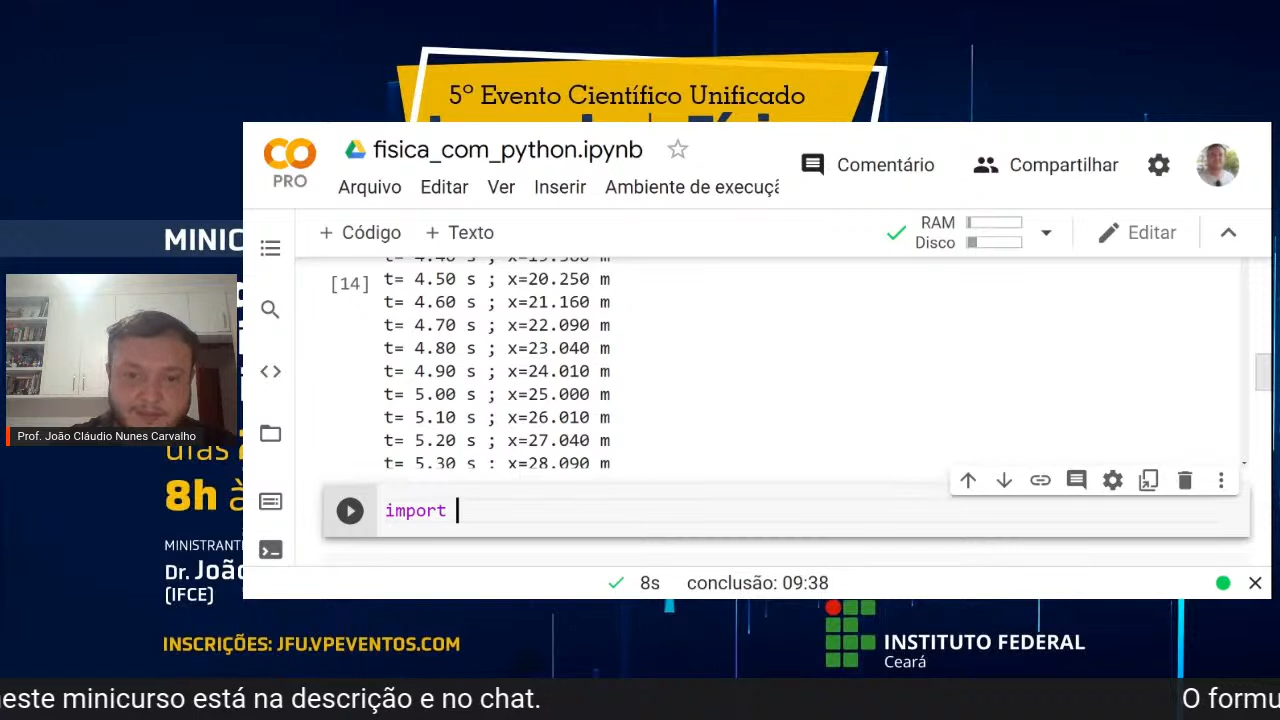 5º Evento Científico Unificado
CO
PRO
fisica_com_python.ipynb
Comentário
Compartilhar
Arquivo Editar Ver Inserir Ambiente de execuçã
+ Código + Texto
RAM
Disco
Editar
MINIC
[14]
t= 4.50 s ; x=20.250 m
t= 4.60 s ; x=21.160 m
t= 4.70 s ; x=22.090 m
t= 4.80 s ; x=23.040 m
t= 4.90 s ; x=24.010 m
t= 5.00 s ; x=25.000 m
t= 5.10 s ; x=26.010 m
t= 5.20 s ; x=27.040 m
t= 5.30 s ; x=28.090 m
import
8s conclusão: 09:38
Prof. João Cláudio Nunes Carvalho
dias 2
8h à
MINISTRANT
Dr. João
(IFCE)
INSCRIÇÕES: JFU.VPEVENTOS.COM
INSTITUTO FEDERAL
Ceará
neste minicurso está na descrição e no chat.
O formu